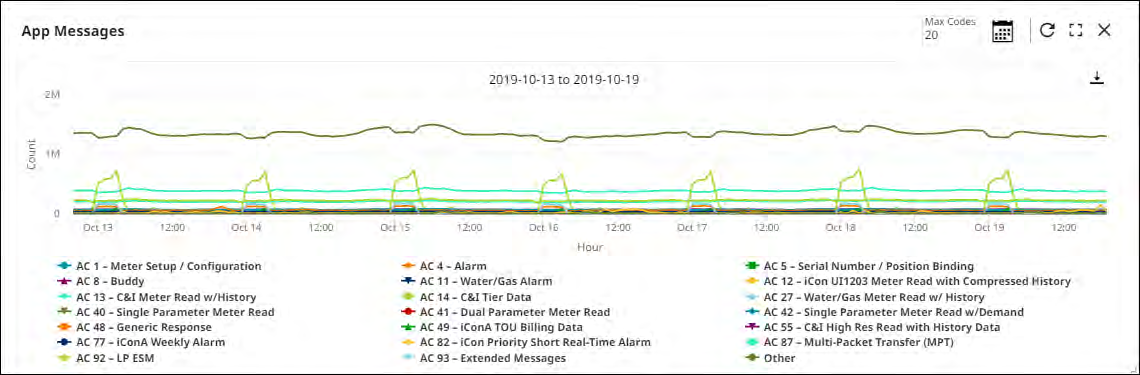 App Messages
Max Codes
20
2019-10-13 to 2019-10-19
2M
1M
0
Count
Oct 13 12:00 Oct 14 12:00 Oct 15 12:00 Oct 16 12:00 Oct 17 12:00 Oct 18 12:00 Oct 19 12:00
Hour
AC 1 – Meter Setup / Configuration AC 4 – Alarm AC 5 – Serial Number / Position Binding
AC 8 – Buddy AC 11 – Water/Gas Alarm AC 12 – iCon UI1203 Meter Read with Compressed History
AC 13 – C&I Meter Read w/History AC 14 – C&I Tier Data AC 27 – Water/Gas Meter Read w/ History
AC 40 – Single Parameter Meter Read AC 41 – Dual Parameter Meter Read AC 42 – Single Parameter Meter Read w/Demand
AC 48 – Generic Response AC 49 – iConA TOU Billing Data AC 55 – C&I High Res Read with History Data
AC 77 – iConA Weekly Alarm AC 82 – iCon Priority Short Real-Time Alarm AC 87 – Multi-Packet Transfer (MPT)
AC 92 – LP ESM AC 93 – Extended Messages Other